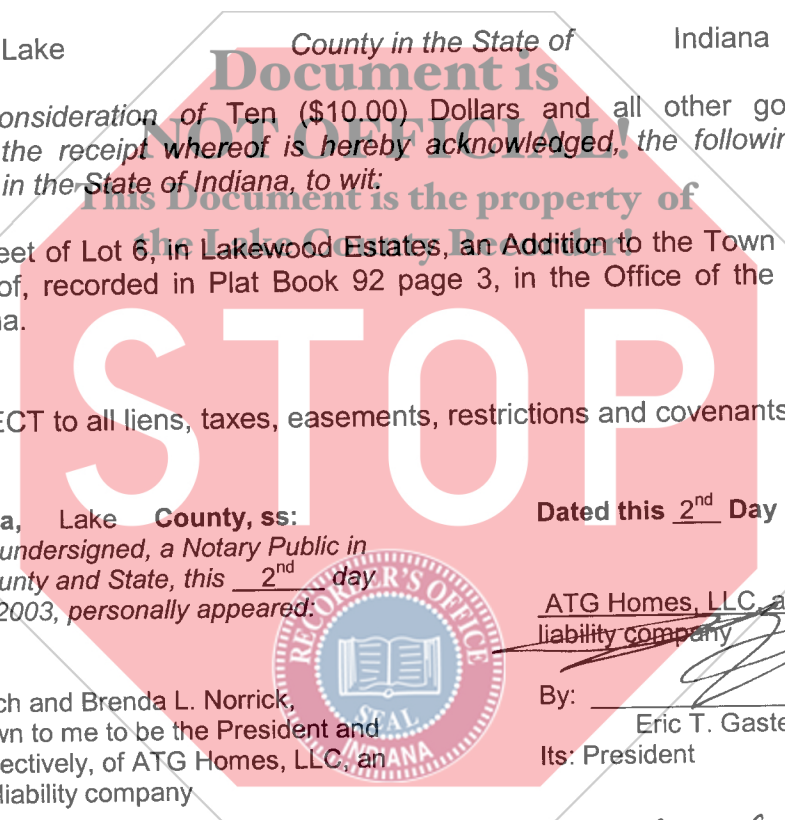 Lake County in the State of Indiana
Document is
onsideration of Ten ($10.00) Dollars and all other go
NOT OFFICIAL!
the receipt whereof is hereby acknowledged, the followin
in the State of Indiana, to wit:
This Document is the property of
the Lake County Recorder!
eet of Lot 6, in Lakewood Estates, an Addition to the Town
of, recorded in Plat Book 92 page 3, in the Office of the
na.
STOP
ECT to all liens, taxes, easements, restrictions and covenants
a, Lake County, ss:
Dated this 2nd Day
undersigned, a Notary Public in
unty and State, this 2nd day
2003, personally appeared:
RECORDER'S OFFICE
SEAL
INDIANA
ATG Homes, LLC, a
liability company
ch and Brenda L. Norrick,
wn to me to be the President and
ectively, of ATG Homes, LLC, an
liability company
By:
Eric T. Gaste
Its: President